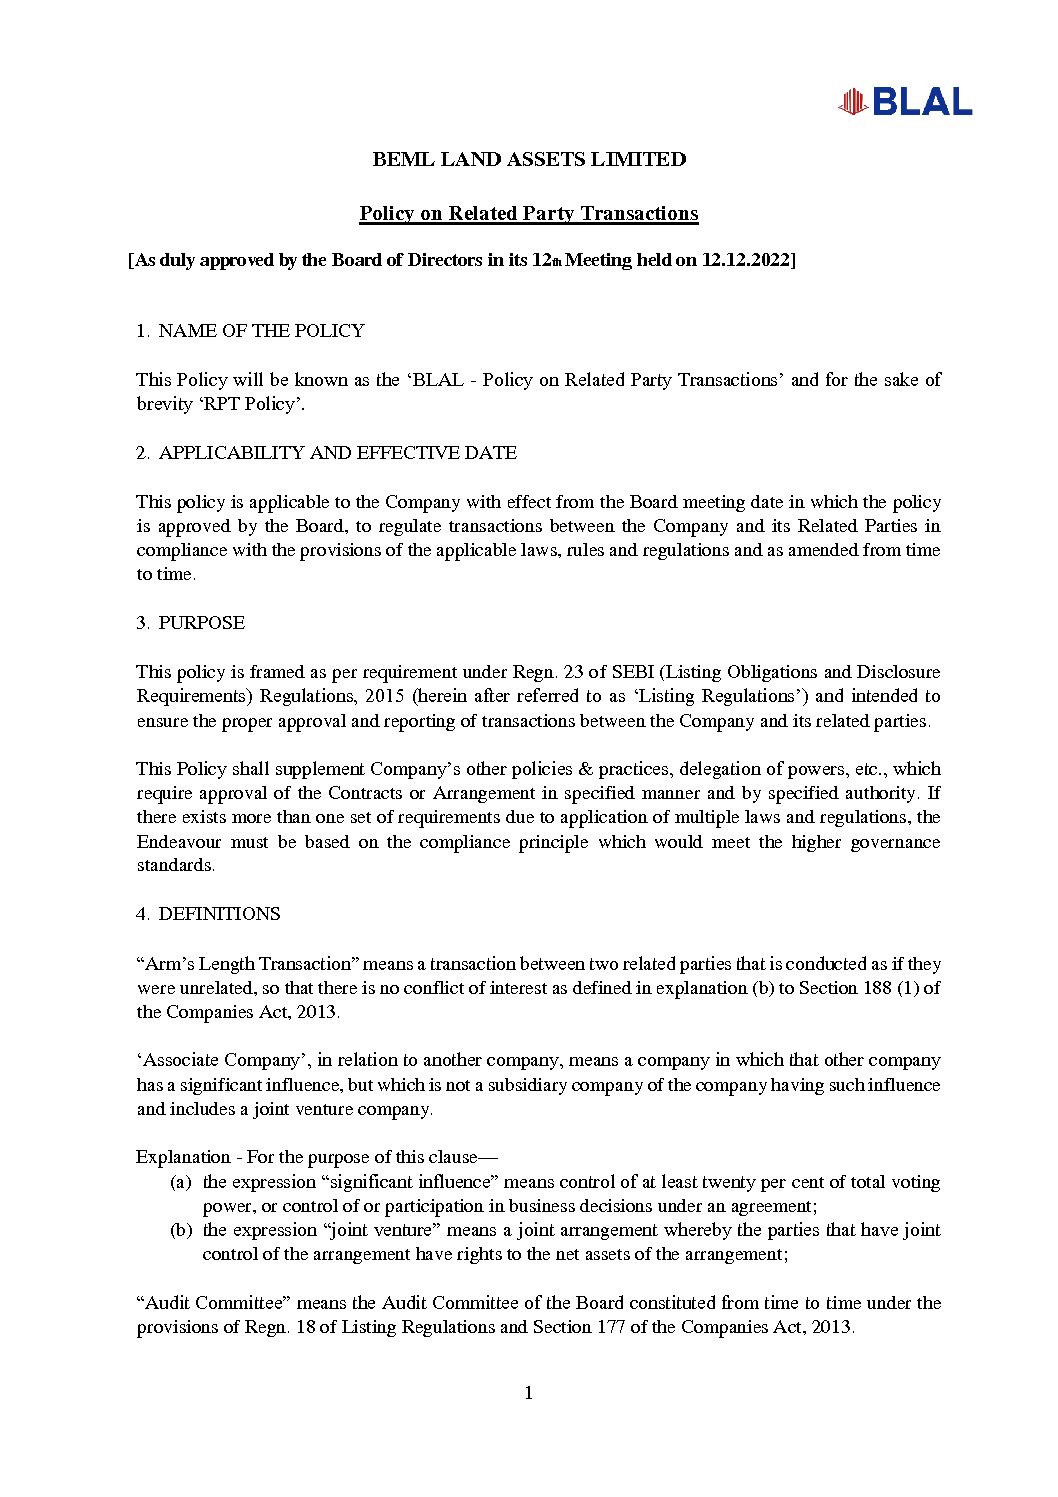 BLAL
BEML LAND ASSETS LIMITED
Policy on Related Party Transactions
[As duly approved by the Board of Directors in its 12th Meeting held on 12.12.2022]
1. NAME OF THE POLICY
This Policy will be known as the ‘BLAL - Policy on Related Party Transactions’ and for the sake of
brevity ‘RPT Policy’.
2. APPLICABILITY AND EFFECTIVE DATE
This policy is applicable to the Company with effect from the Board meeting date in which the policy
is approved by the Board, to regulate transactions between the Company and its Related Parties in
compliance with the provisions of the applicable laws, rules and regulations and as amended from time
to time.
3. PURPOSE
This policy is framed as per requirement under Regn. 23 of SEBI (Listing Obligations and Disclosure
Requirements) Regulations, 2015 (herein after referred to as ‘Listing Regulations’) and intended to
ensure the proper approval and reporting of transactions between the Company and its related parties.
This Policy shall supplement Company’s other policies & practices, delegation of powers, etc., which
require approval of the Contracts or Arrangement in specified manner and by specified authority. If
there exists more than one set of requirements due to application of multiple laws and regulations, the
Endeavour must be based on the compliance principle which would meet the higher governance
standards.
4. DEFINITIONS
“Arm’s Length Transaction” means a transaction between two related parties that is conducted as if they
were unrelated, so that there is no conflict of interest as defined in explanation (b) to Section 188 (1) of
the Companies Act, 2013.
‘Associate Company’, in relation to another company, means a company in which that other company
has a significant influence, but which is not a subsidiary company of the company having such influence
and includes a joint venture company.
Explanation - For the purpose of this clause—
(a) the expression “significant influence” means control of at least twenty per cent of total voting
power, or control of or participation in business decisions under an agreement;
(b) the expression “joint venture” means a joint arrangement whereby the parties that have joint
control of the arrangement have rights to the net assets of the arrangement;
“Audit Committee” means the Audit Committee of the Board constituted from time to time under the
provisions of Regn. 18 of Listing Regulations and Section 177 of the Companies Act, 2013.
1